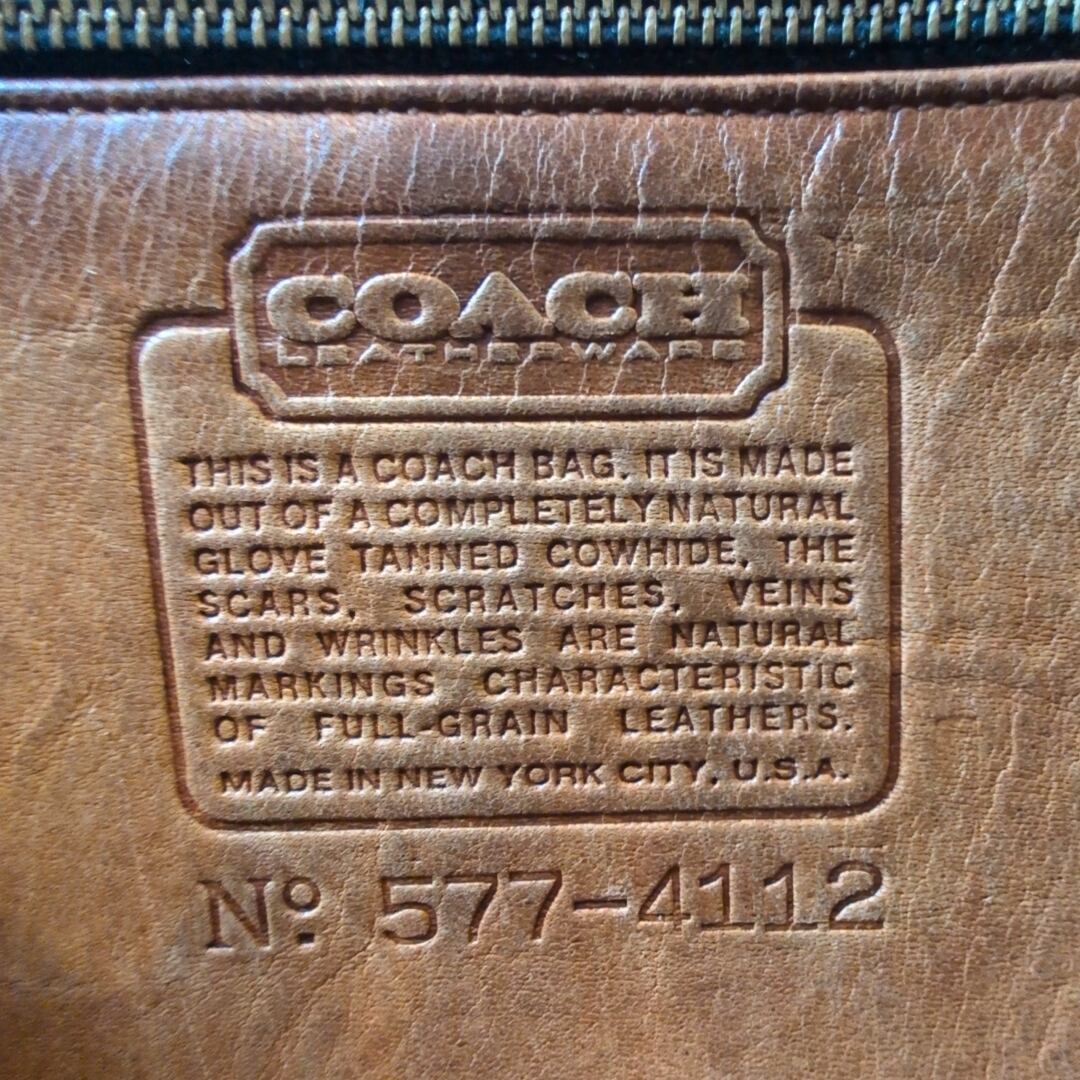 COACH
LEATHERWARE
THIS IS A COACH BAG. IT IS MADE
OUT OF A COMPLETELY NATURAL
GLOVE TANNED COWHIDE, THE
SCARS, SCRATCHES, VEINS
AND WRINKLES ARE NATURAL
MARKINGS CHARACTERISTIC
OF FULL-GRAIN LEATHERS.
MADE IN NEW YORK CITY, U.S.A.
Nº 577-4112